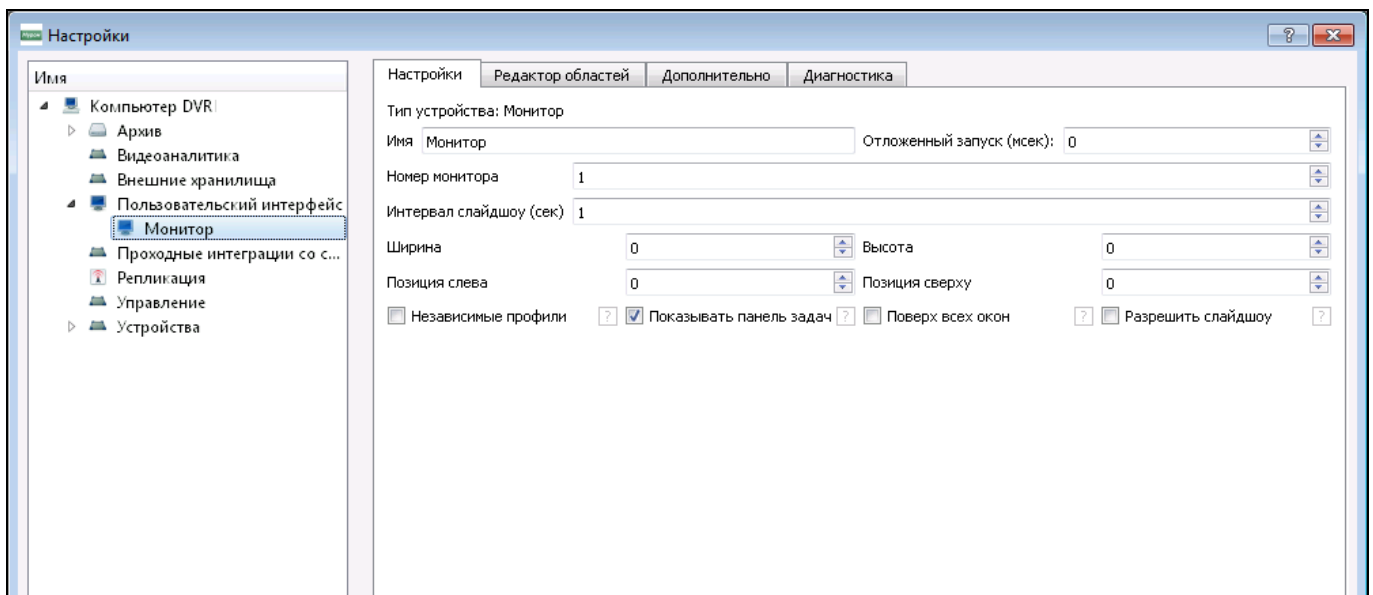 Настройки
Имя
Компьютер DVR
Архив
Видеоаналитика
Внешние хранилища
Пользовательский интерфейс
Монитор
Проходные интеграции со с...
Репликация
Управление
Устройства
Настройки Редактор областей Дополнительно Диагностика
Тип устройства: Монитор
Имя Монитор Отложенный запуск (мсек): 0
Номер монитора 1
Интервал слайдшоу (сек) 1
Ширина 0 Высота 0
Позиция слева 0 Позиция сверху 0
Независимые профили ? Показывать панель задач ? Поверх всех окон ? Разрешить слайдшоу ?